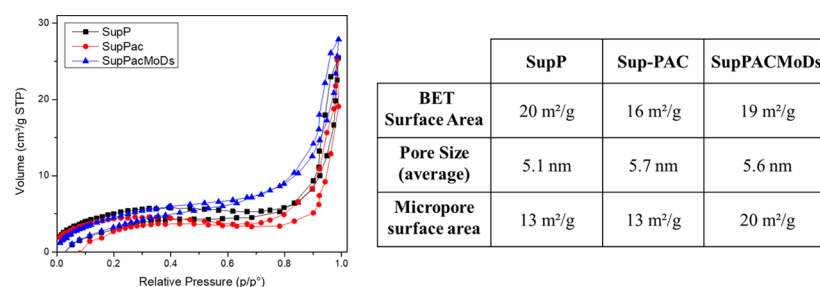 SupP
SupPac
SupPacMoDs
Volume (cm³/g STP)
30
20
10
0
0.0 0.2 0.4 0.6 0.8 1.0
Relative Pressure (p/p°)
SupP Sup-PAC SupPACMoDs
BET
Surface Area
20 m²/g 16 m²/g 19 m²/g
Pore Size
(average)
5.1 nm 5.7 nm 5.6 nm
Micropore
surface area
13 m²/g 13 m²/g 20 m²/g